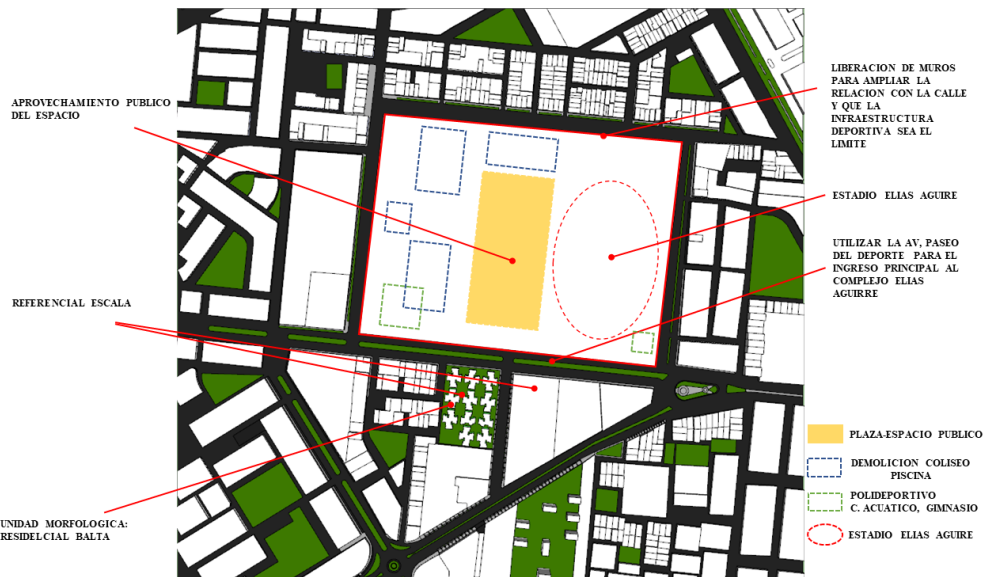 APROVECHAMIENTO PUBLICO
DEL ESPACIO
REFERENCIAL ESCALA
UNIDAD MORFOLOGICA:
RESIDELCIAL BALTA
LIBERACION DE MUROS
PARA AMPLIAR LA
RELACION CON LA CALLE
Y QUE LA
INFRAESTRUCTURA
DEPORTIVA SEA EL
LIMITE
ESTADIO ELIAS AGUIRE
UTILIZAR LA AV, PASEO
DEL DEPORTE PARA EL
INGRESO PRINCIPAL AL
COMPLEJO ELIAS
AGUIRRE
PLAZA-ESPACIO PUBLICO
DEMOLICION COLISEO
PISCINA
POLIDEPORTIVO
C. ACUATICO, GIMNASIO
ESTADIO ELIAS AGUIRE